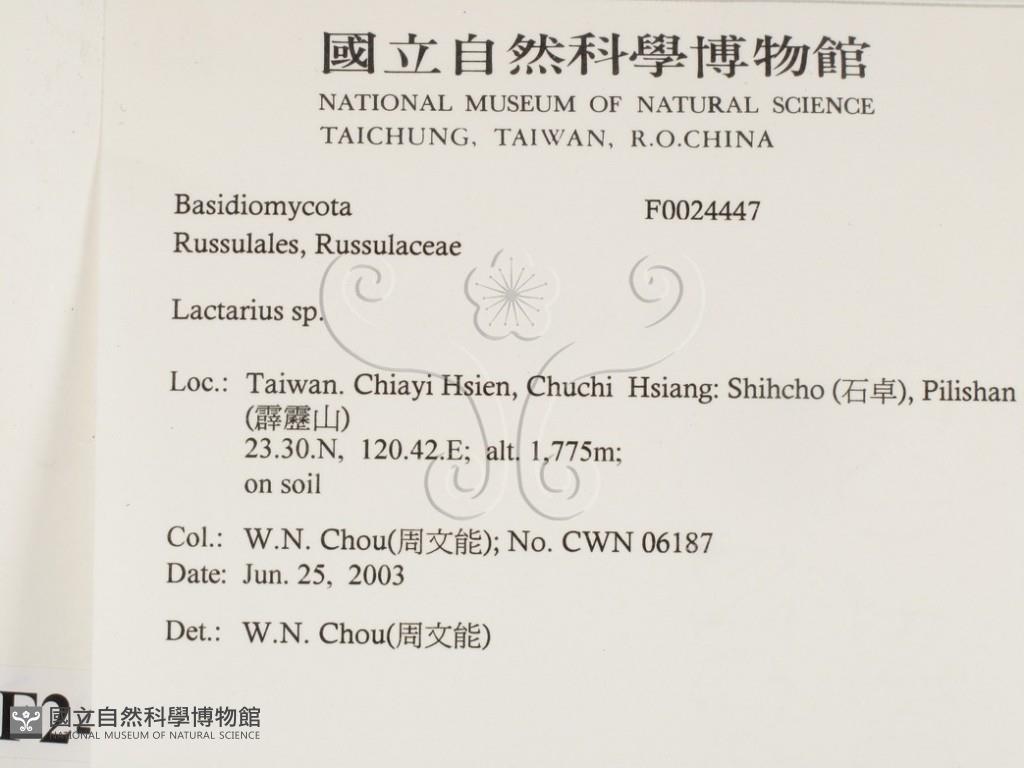 國立自然科學博物館
NATIONAL MUSEUM OF NATURAL SCIENCE
TAICHUNG, TAIWAN, R.O.CHINA
Basidiomycota F0024447
Russulales, Russulaceae
Lactarius sp.
Loc.: Taiwan. Chiayi Hsien, Chuchi Hsiang: Shihcho (石卓), Pilishan
(霹靂山)
23.30.N, 120.42.E; alt. 1,775m;
on soil
Col.: W.N. Chou(周文能); No. CWN 06187
Date: Jun. 25, 2003
Det.: W.N. Chou(周文能)
F2-
國立自然科學博物館
NATIONAL MUSEUM OF NATURAL SCIENCE